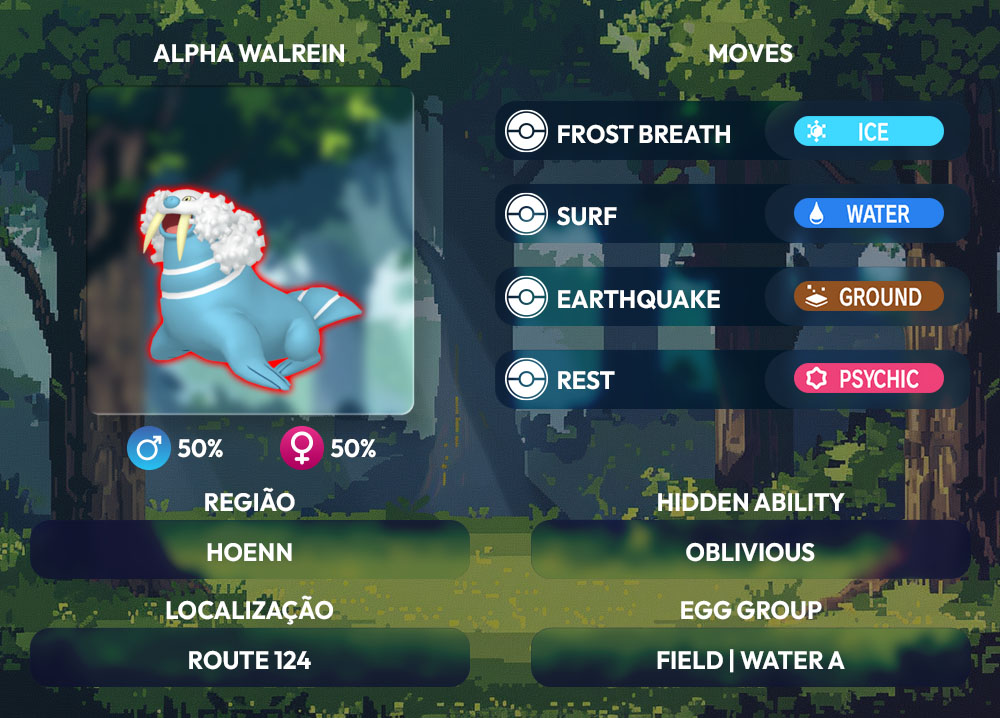 ALPHA WALREIN
50%
50%
REGIÃO
HOENN
LOCALIZAÇÃO
ROUTE 124
MOVES
FROST BREATH
ICE
SURF
WATER
EARTHQUAKE
GROUND
REST
PSYCHIC
HIDDEN ABILITY
OBLIVIOUS
EGG GROUP
FIELD | WATER A